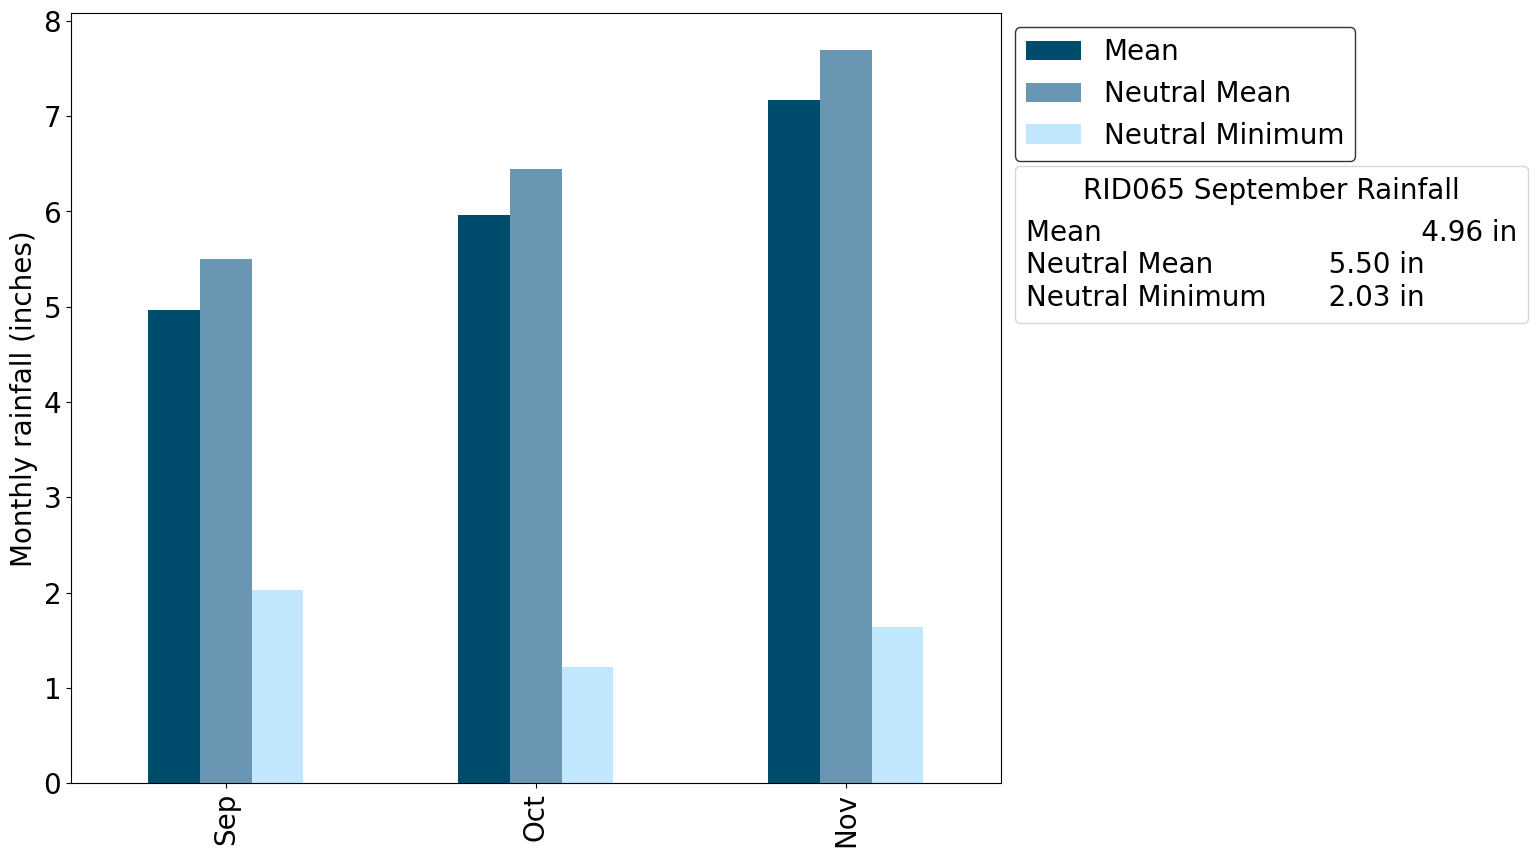 8
7
6
5
4
3
2
1
0
Monthly rainfall (inches)
Sep
Oct
Nov
Mean
Neutral Mean
Neutral Minimum
RID065 September Rainfall
Mean 4.96 in
Neutral Mean 5.50 in
Neutral Minimum 2.03 in